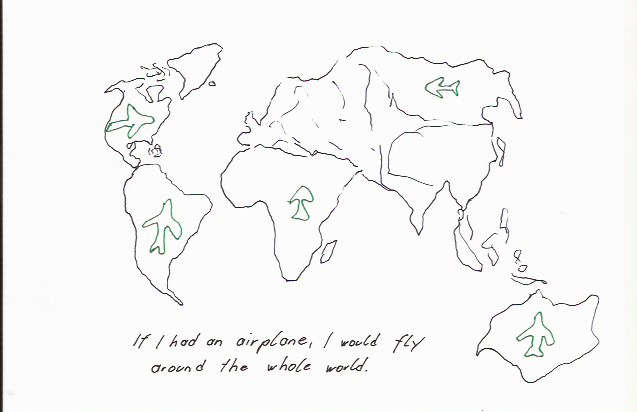 If I had an airplane, I would fly
around the whole world.